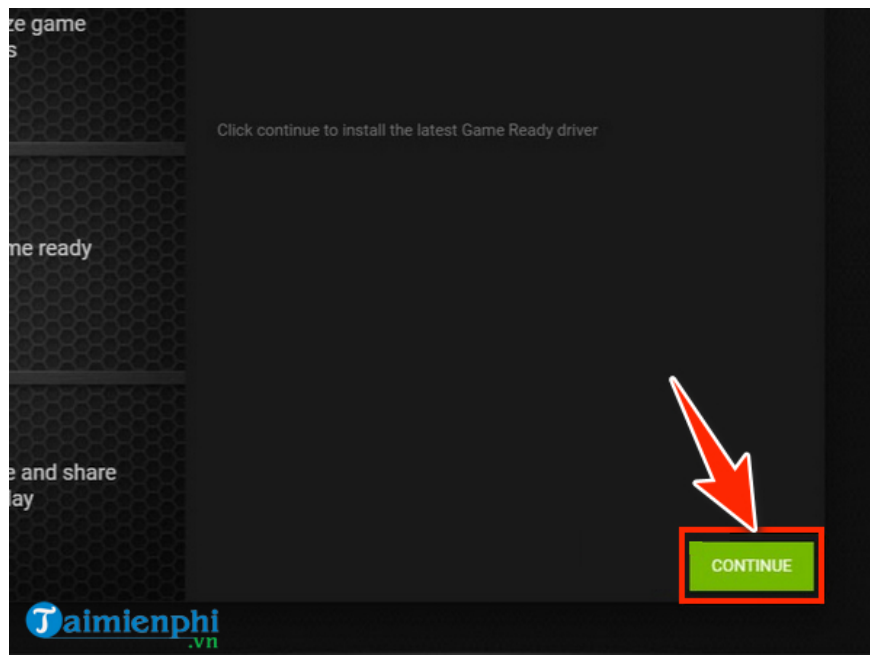 ze game
s
Click continue to install the latest Game Ready driver
me ready
e and share
lay
CONTINUE
Taimienphi
.vn